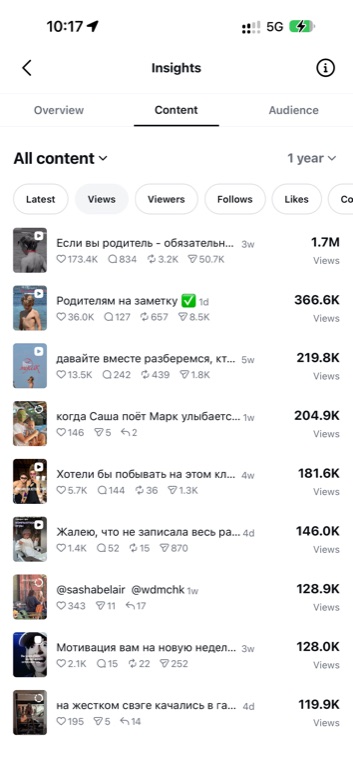 10:17 5G
Insights
Overview Content Audience
All content 1 year
Latest Views Viewers Follows Likes Co
Если вы родитель - обязательн... 3w 1.7M
173.4K 834 3.2K 50.7K Views
Родителям на заметку ✅ 1d 366.6K
36.0K 127 657 8.5K Views
давайте вместе разберемся, кт... 5w 219.8K
13.5K 242 439 1.8K Views
когда Саша поёт Марк улыбаетс... 1w 204.9K
146 5 2 Views
Хотели бы побывать на этом кл... 4w 181.6K
5.7K 144 36 1.3K Views
Жалею, что не записала весь ра... 4d 146.0K
1.4K 52 15 870 Views
@sashabelair @wdmchk 1w 128.9K
343 11 17 Views
Мотивация вам на новую недел... 3w 128.0K
2.1K 15 22 252 Views
на жестком свэге качались в га... 4d 119.9K
195 5 14 Views